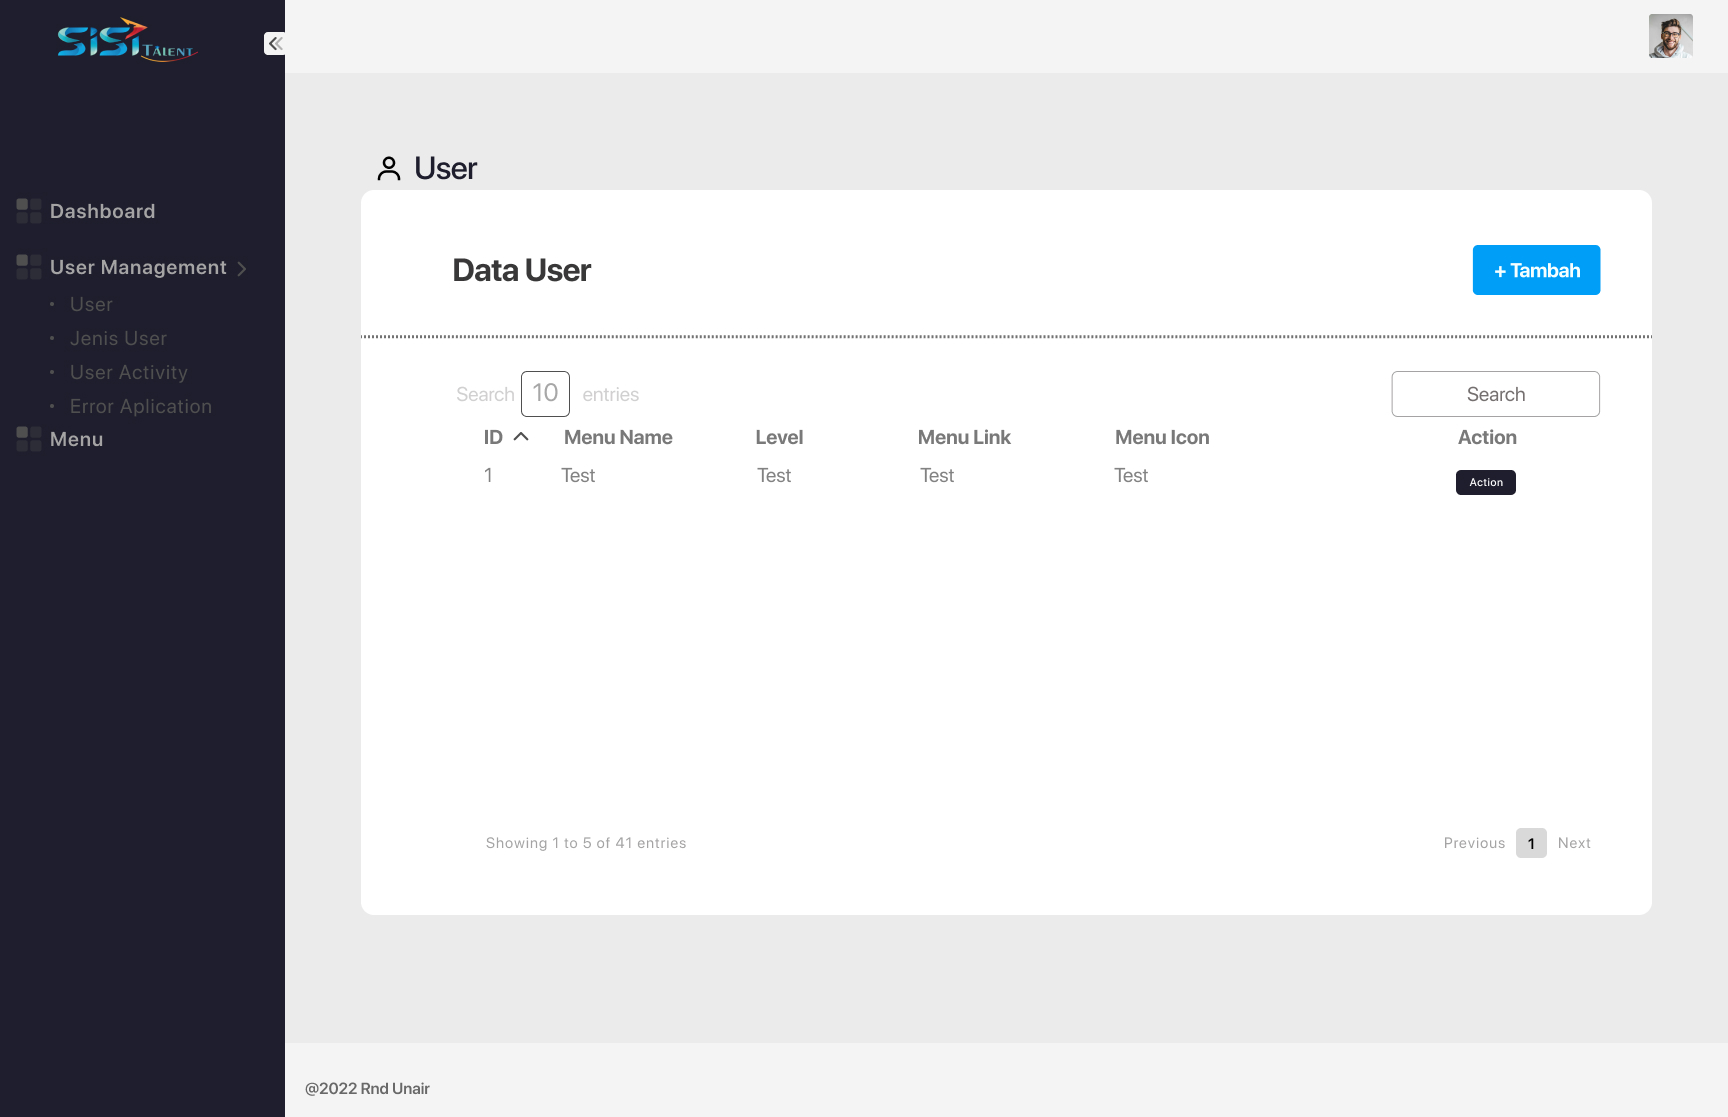 SiSi TALENT
Dashboard
User Management
User
Jenis User
User Activity
Error Aplication
Menu
User
Data User
+ Tambah
Search 10 entries
Search
ID Menu Name Level Menu Link Menu Icon Action
1 Test Test Test Test Action
Showing 1 to 5 of 41 entries
Previous 1 Next
@2022 Rnd Unair